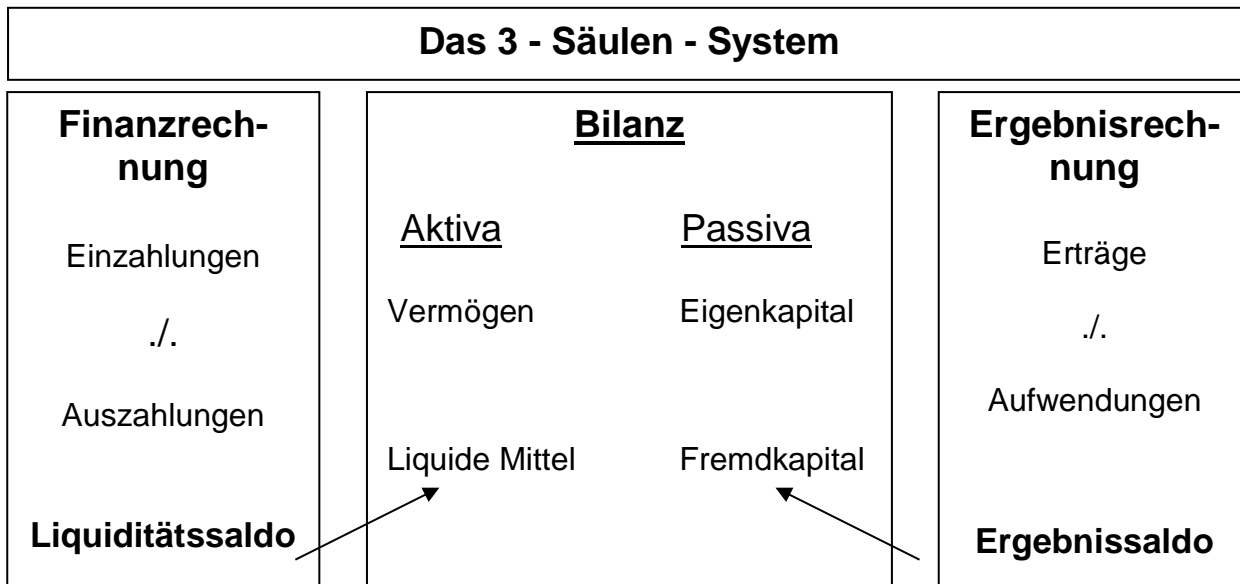 Das 3 - Säulen - System
Finanzrech-
nung
Einzahlungen
./.
Auszahlungen
Liquiditätssaldo
Bilanz
Aktiva Passiva
Vermögen Eigenkapital
Liquide Mittel Fremdkapital
Ergebnisrech-
nung
Erträge
./.
Aufwendungen
Ergebnissaldo